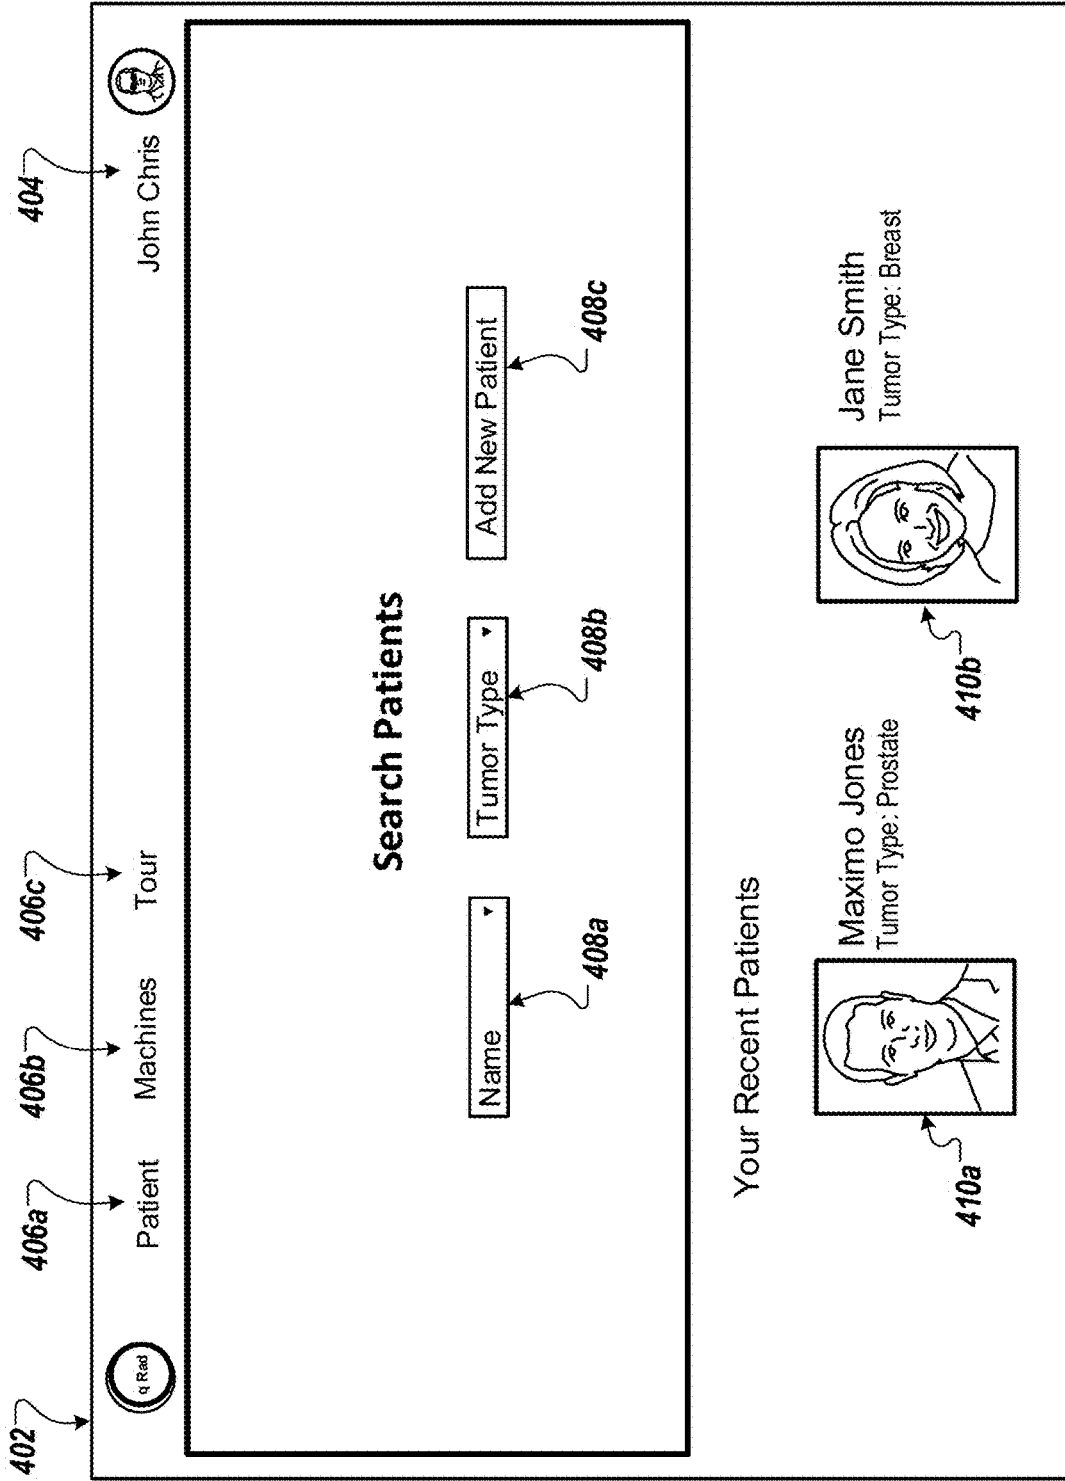 402
406a
406b
406c
404
q Rad
Patient
Machines
Tour
John Chris
Search Patients
Name
Tumor Type
Add New Patient
408a
408b
408c
Your Recent Patients
Maximo Jones
Tumor Type: Prostate
Jane Smith
Tumor Type: Breast
410a
410b